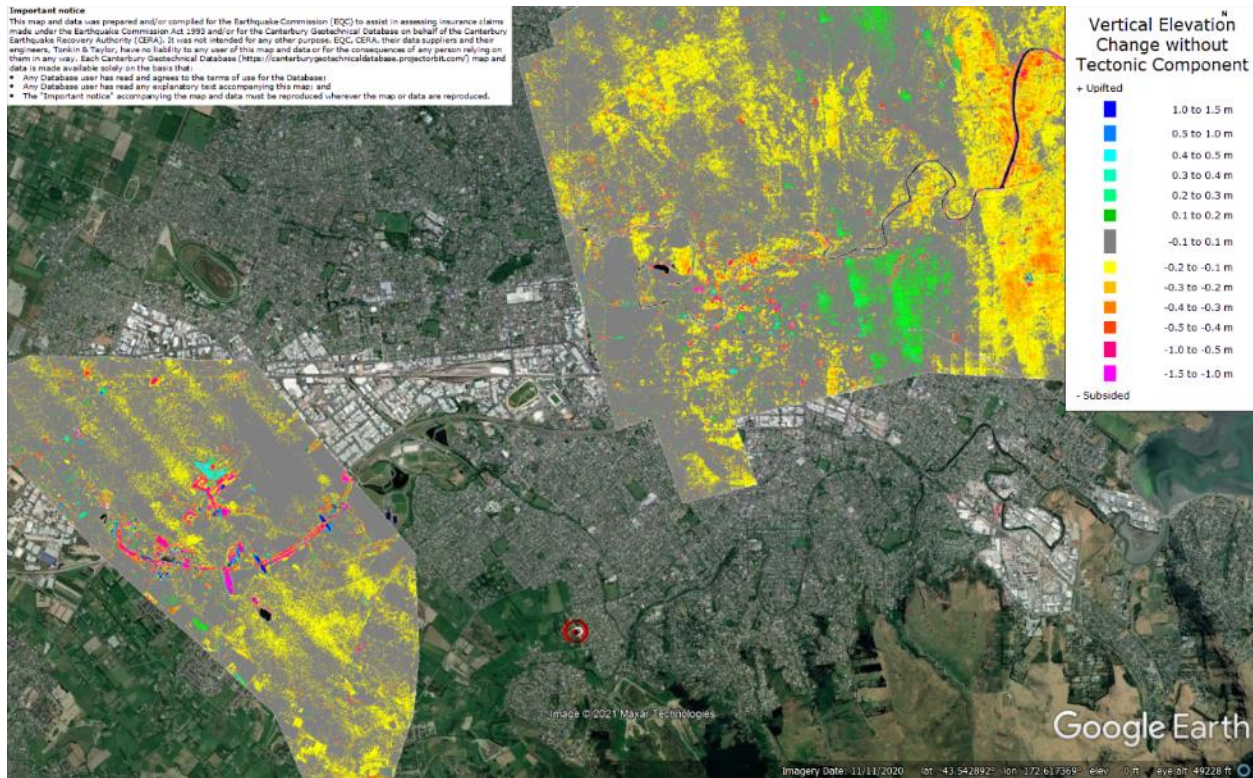 Important notice
This map and data was prepared and/or compiled for the Earthquake Commission (EQC) to assist in assessing insurance claims
made under the Earthquake Commission Act 1993 and/or for the Canterbury Geotechnical Database on behalf of the Canterbury
Earthquake Recovery Authority (CERA). It was not intended for any other purpose. EQC, CERA, their data suppliers and their
engineers, Tonkin & Taylor, have no liability to any user of this map and data or for the consequences of any person relying on
them in any way. Each Canterbury Geotechnical Database (https://canterburygeotechnicaldatabase.projectorbit.com/) map and
data is made available solely on the basis that:
• Any Database user has read and agrees to the terms of use for the Database;
• Any Database user has read any explanatory text accompanying this map; and
• The "Important notice" accompanying the map and data must be reproduced wherever the map or data are reproduced.
N
Vertical Elevation
Change without
Tectonic Component
+ Uplifted
1.0 to 1.5 m
0.5 to 1.0 m
0.4 to 0.5 m
0.3 to 0.4 m
0.2 to 0.3 m
0.1 to 0.2 m
-0.1 to 0.1 m
-0.2 to -0.1 m
-0.3 to -0.2 m
-0.4 to -0.3 m
-0.5 to -0.4 m
-1.0 to -0.5 m
-1.5 to -1.0 m
- Subsided
Image © 2021 Maxar Technologies
Google Earth
Imagery Date: 11/11/2020 lat -43.542892° lon 172.617369° elev 0 ft eye alt 49228 ft